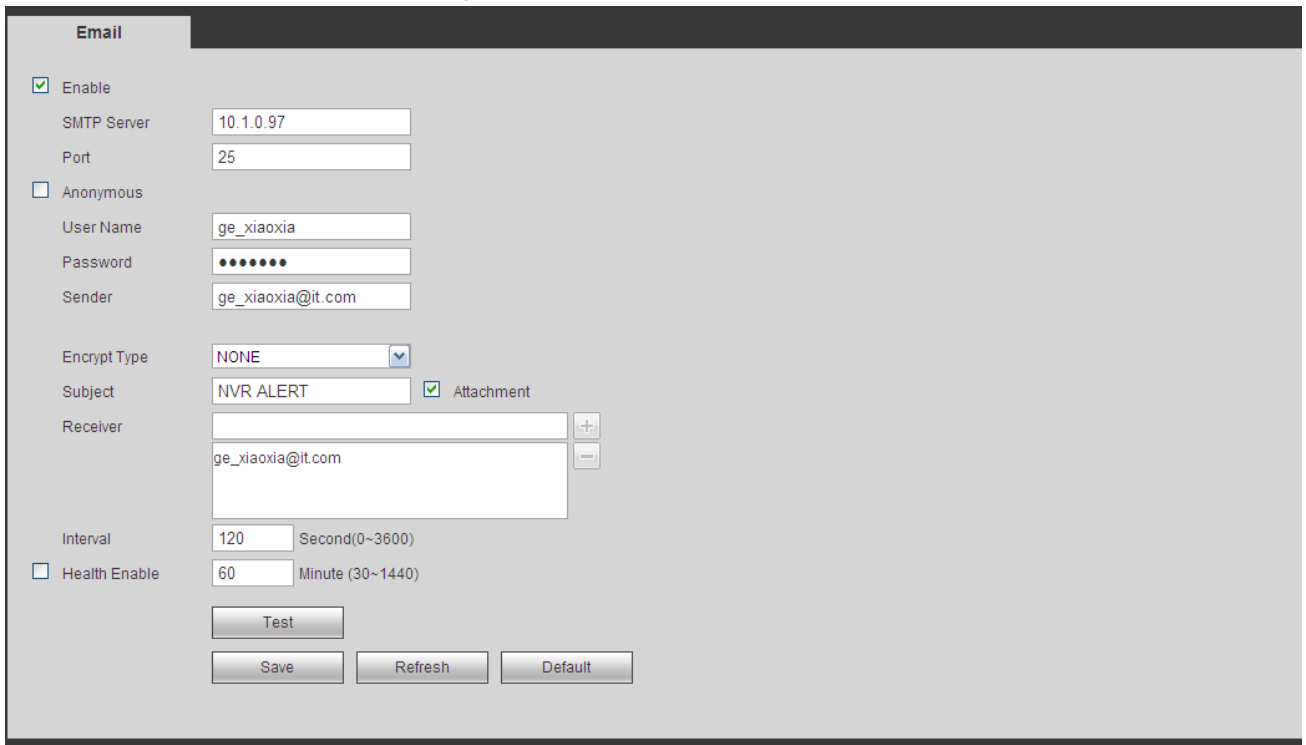 Email
Enable
SMTP Server 10.1.0.97
Port 25
Anonymous
User Name ge_xiaoxia
Password •••••••
Sender ge_xiaoxia@it.com
Encrypt Type NONE
Subject NVR ALERT Attachment
Receiver
ge_xiaoxia@it.com
Interval 120 Second(0~3600)
Health Enable 60 Minute (30~1440)
Test
Save Refresh Default